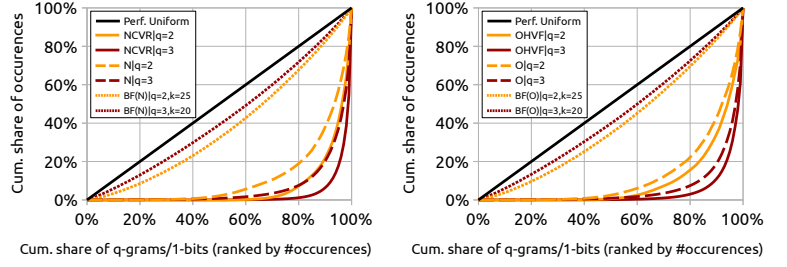 Cum. share of occurences
100%
80%
60%
40%
20%
0%
Perf. Uniform
NCVR|q=2
NCVR|q=3
N|q=2
N|q=3
BF(N)|q=2,k=25
BF(N)|q=3,k=20
0% 20% 40% 60% 80% 100%
Cum. share of q-grams/1-bits (ranked by #occurences)
Cum. share of occurences
100%
80%
60%
40%
20%
0%
Perf. Uniform
OHVF|q=2
OHVF|q=3
O|q=2
O|q=3
BF(O)|q=2,k=25
BF(O)|q=3,k=20
0% 20% 40% 60% 80% 100%
Cum. share of q-grams/1-bits (ranked by #occurences)